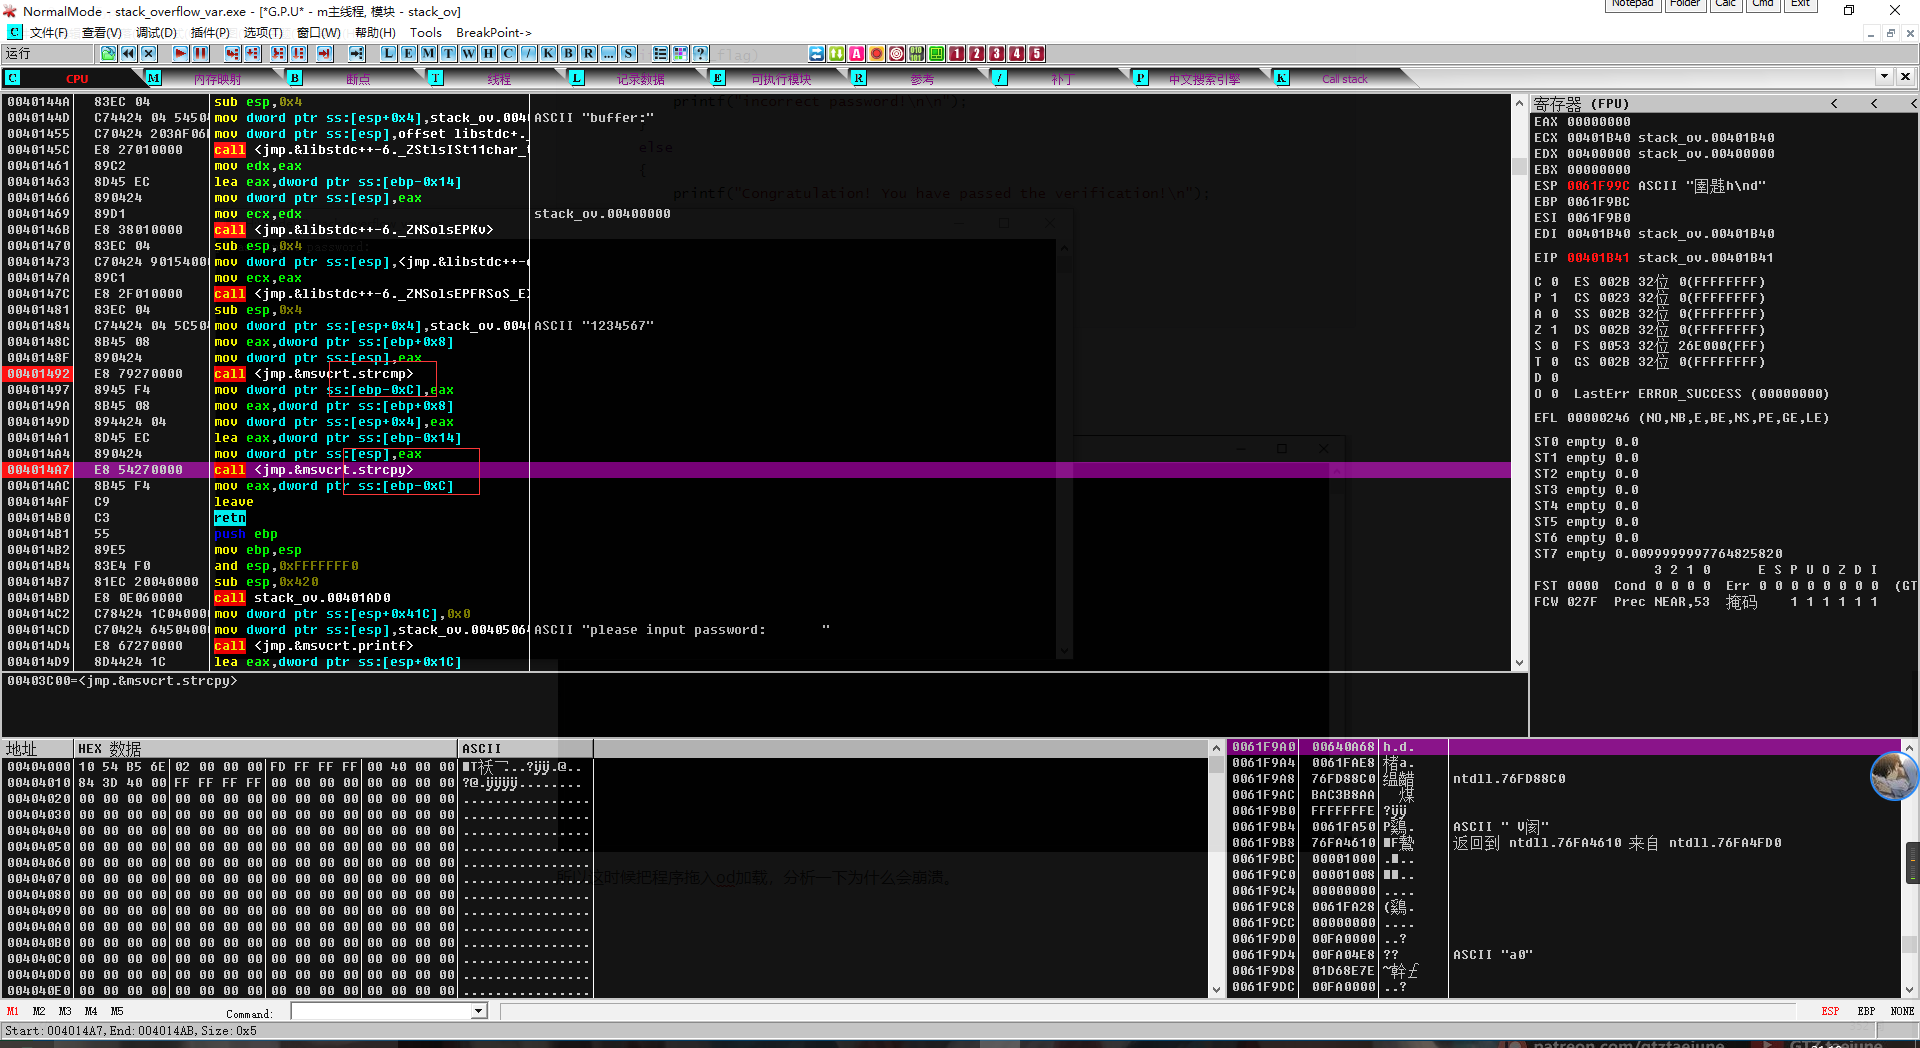 NormalMode - stack_overflow_var.exe - [*G.P.U* - m主线程, 模块 - stack_ov]
Notepad Folder Calc Cmd Exit
文件(F) 查看(V) 调试(D) 插件(P) 选项(T) 窗口(W) 帮助(H) Tools BreakPoint->
运行 L E M T W H C / K B R ... S ? 1 2 3 4 5
C CPU M 内存映射 B 断点 T 线程 L 记录数据 E 可执行模块 R 参考 / 补丁 P 中文搜索引擎 K Call stack
0040144A 83EC 04 sub esp,0x4
0040144D C74424 04 5450 mov dword ptr ss:[esp+0x4],stack_ov.004 ASCII "buffer:"
00401455 C70424 203AF06 mov dword ptr ss:[esp],offset libstdc+.
0040145C E8 27010000 call <jmp.&libstdc++-6._ZStlsISt11char_
00401461 89C2 mov edx,eax
00401463 8D45 EC lea eax,dword ptr ss:[ebp-0x14]
00401466 890424 mov dword ptr ss:[esp],eax
00401469 89D1 mov ecx,edx stack_ov.00400000
0040146B E8 38010000 call <jmp.&libstdc++-6._ZNSolsEPKv>
00401470 83EC 04 sub esp,0x4
00401473 C70424 9015400 mov dword ptr ss:[esp],<jmp.&libstdc++-
0040147A 89C1 mov ecx,eax
0040147C E8 2F010000 call <jmp.&libstdc++-6._ZNSolsEPFRSoS_E
00401481 83EC 04 sub esp,0x4
00401484 C74424 04 5C50 mov dword ptr ss:[esp+0x4],stack_ov.004 ASCII "1234567"
0040148C 8B45 08 mov eax,dword ptr ss:[ebp+0x8]
0040148F 890424 mov dword ptr ss:[esp],eax
00401492 E8 79270000 call <jmp.&msvcrt.strcmp>
00401497 8945 F4 mov dword ptr ss:[ebp-0xC],eax
0040149A 8B45 08 mov eax,dword ptr ss:[ebp+0x8]
0040149D 894424 04 mov dword ptr ss:[esp+0x4],eax
004014A1 8D45 EC lea eax,dword ptr ss:[ebp-0x14]
004014A4 890424 mov dword ptr ss:[esp],eax
004014A7 E8 54270000 call <jmp.&msvcrt.strcpy>
004014AC 8B45 F4 mov eax,dword ptr ss:[ebp-0xC]
004014AF C9 leave
004014B0 C3 retn
004014B1 55 push ebp
004014B2 89E5 mov ebp,esp
004014B4 83E4 F0 and esp,0xFFFFFFF0
004014B7 81EC 20040000 sub esp,0x420
004014BD E8 0E060000 call stack_ov.00401AD0
004014C2 C78424 1C04000 mov dword ptr ss:[esp+0x41C],0x0
004014CD C70424 6450400 mov dword ptr ss:[esp],stack_ov.0040506 ASCII "please input password: "
004014D4 E8 67270000 call <jmp.&msvcrt.printf>
004014D9 8D4424 1C lea eax,dword ptr ss:[esp+0x1C]
printf("incorrect password!\n\n");
else
{
printf("Congratulation! You have passed the verification!\n");
00403C00=<jmp.&msvcrt.strcpy>
寄存器 (FPU) < < <
EAX 00000000
ECX 00401B40 stack_ov.00401B40
EDX 00400000 stack_ov.00400000
EBX 00000000
ESP 0061F99C ASCII "圉魋h\nd"
EBP 0061F9BC
ESI 0061F9B0
EDI 00401B40 stack_ov.00401B40
EIP 00401B41 stack_ov.00401B41
C 0 ES 002B 32位 0(FFFFFFFF)
P 1 CS 0023 32位 0(FFFFFFFF)
A 0 SS 002B 32位 0(FFFFFFFF)
Z 1 DS 002B 32位 0(FFFFFFFF)
S 0 FS 0053 32位 26E000(FFF)
T 0 GS 002B 32位 0(FFFFFFFF)
D 0
O 0 LastErr ERROR_SUCCESS (00000000)
EFL 00000246 (NO,NB,E,BE,NS,PE,GE,LE)
ST0 empty 0.0
ST1 empty 0.0
ST2 empty 0.0
ST3 empty 0.0
ST4 empty 0.0
ST5 empty 0.0
ST6 empty 0.0
ST7 empty 0.0099999997764825820
3 2 1 0 E S P U O Z D I
FST 0000 Cond 0 0 0 0 Err 0 0 0 0 0 0 0 0 (GT
FCW 027F Prec NEAR,53 掩码 1 1 1 1 1 1
地址 HEX 数据 ASCII
00404000 10 54 B5 6E 02 00 00 00 FD FF FF FF 00 40 00 00
00404010 84 3D 40 00 FF FF FF FF 00 00 00 00 00 00 00 00
00404020 00 00 00 00 00 00 00 00 00 00 00 00 00 00 00 00 ................
00404030 00 00 00 00 00 00 00 00 00 00 00 00 00 00 00 00 ................
00404040 00 00 00 00 00 00 00 00 00 00 00 00 00 00 00 00 ................
00404050 00 00 00 00 00 00 00 00 00 00 00 00 00 00 00 00 ................
00404060 00 00 00 00 00 00 00 00 00 00 00 00 00 00 00 00 ................
00404070 00 00 00 00 00 00 00 00 00 00 00 00 00 00 00 00 ................
00404080 00 00 00 00 00 00 00 00 00 00 00 00 00 00 00 00 ................
00404090 00 00 00 00 00 00 00 00 00 00 00 00 00 00 00 00 ................
004040A0 00 00 00 00 00 00 00 00 00 00 00 00 00 00 00 00 ................
004040B0 00 00 00 00 00 00 00 00 00 00 00 00 00 00 00 00 ................
004040C0 00 00 00 00 00 00 00 00 00 00 00 00 00 00 00 00 ................
004040D0 00 00 00 00 00 00 00 00 00 00 00 00 00 00 00 00 ................
004040E0 00 00 00 00 00 00 00 00 00 00 00 00 00 00 00 00 ................
所以这时候把程序拖入od加载，分析一下为什么会崩溃。
0061F9A0 00640A68 h.d.
0061F9A4 0061FAE8 楮a.
0061F9A8 76FD88C0 ntdll.76FD88C0
0061F9AC BAC3B8AA 煤
0061F9B0 FFFFFFFE
0061F9B4 0061FA50 P鷄. ASCII " V阂"
0061F9B8 76FA4610 返回到 ntdll.76FA4610 来自 ntdll.76FA4FD0
0061F9BC 00001000
0061F9C0 00001008
0061F9C4 00000000 ....
0061F9C8 0061FA28 (鷄.
0061F9CC 00000000 ....
0061F9D0 00FA0000 ..?
0061F9D4 00FA04E8 ?? ASCII "a0"
0061F9D8 01D68E7E
0061F9DC 00FA0000 ..?
M1 M2 M3 M4 M5 Command: ESP EBP NONE
Start:004014A7,End:004014AB,Size:0x5